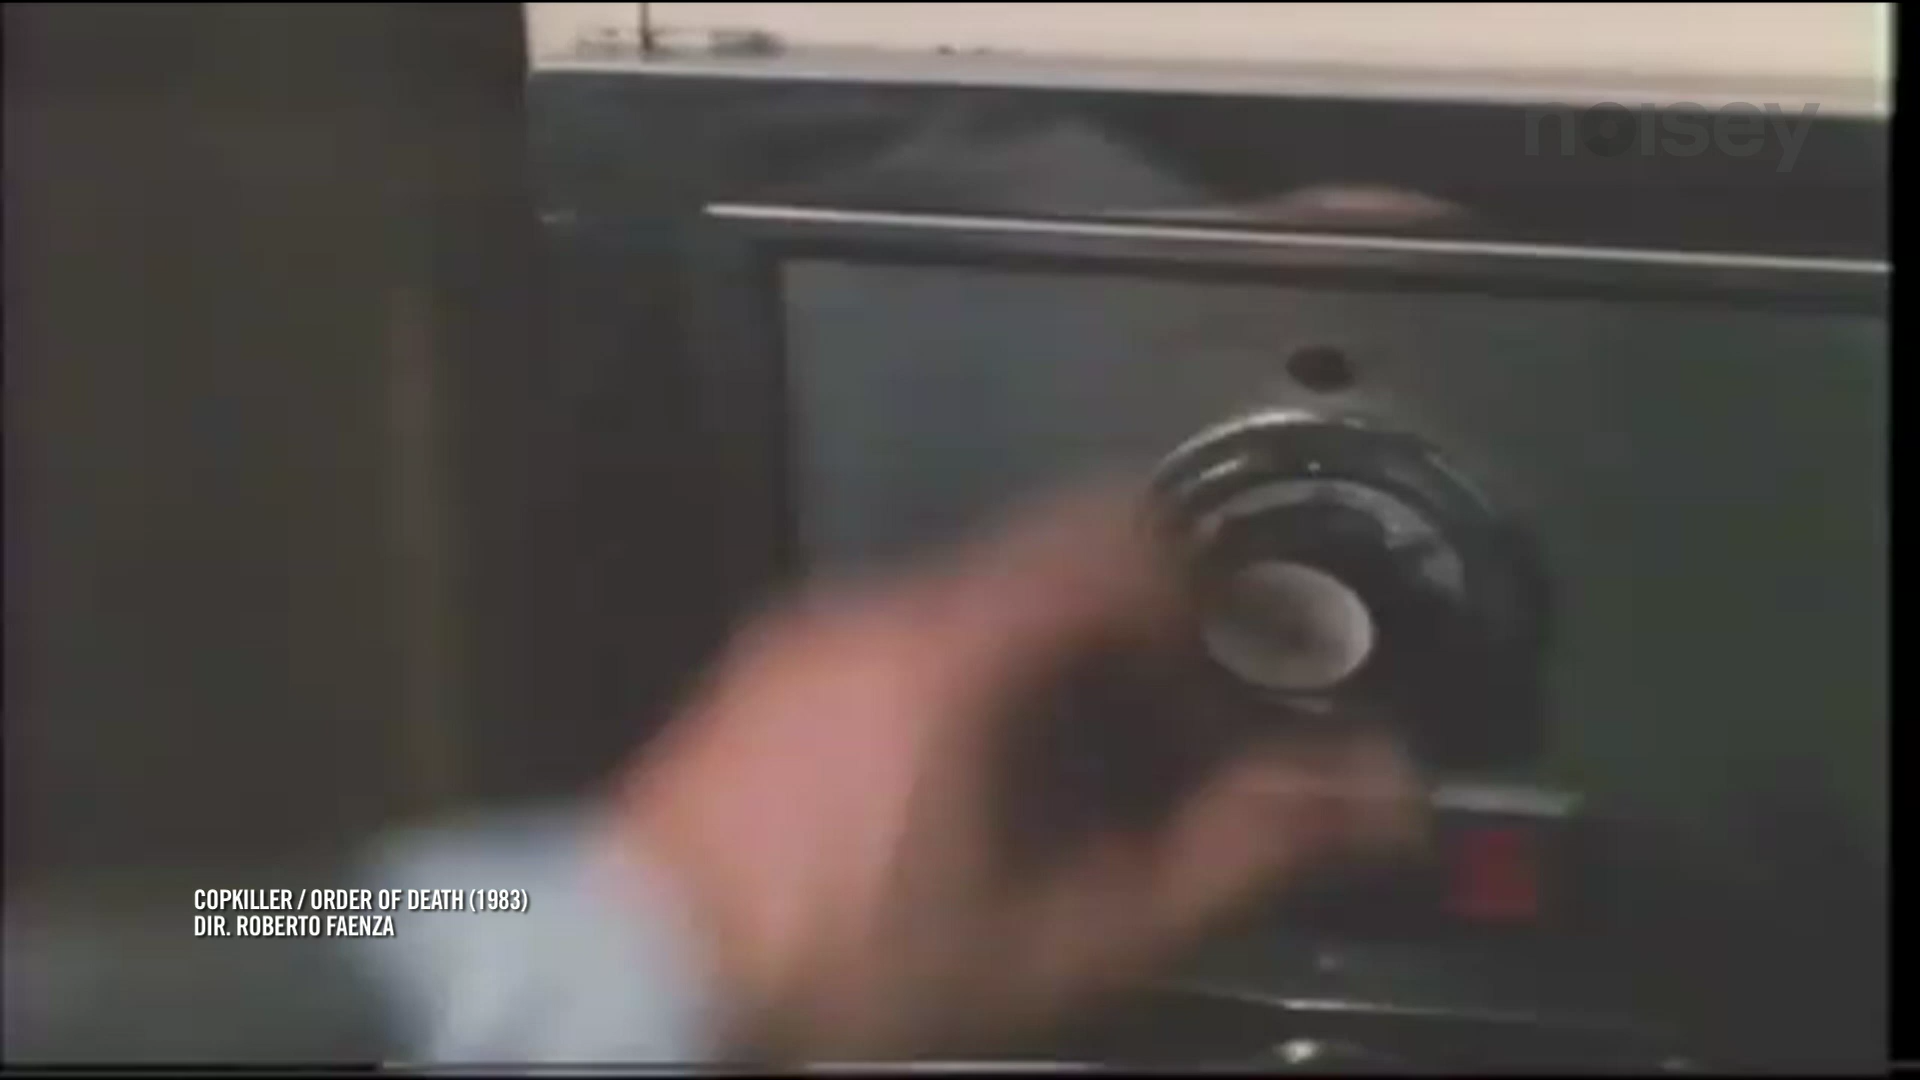 noisey
COPKILLER / ORDER OF DEATH (1983)
DIR. ROBERTO FAENZA